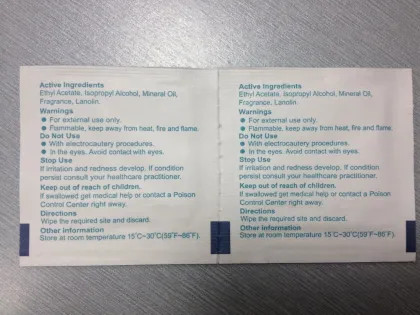 Active Ingredients
Ethyl Acetate, Isopropyl Alcohol, Mineral Oil,
Fragrance, Lanolin.
Warnings
● For external use only.
● Flammable, keep away from heat, fire and flame.
Do Not Use
● With electrocautery procedures.
● In the eyes. Avoid contact with eyes.
Stop Use
If irritation and redness develop. If condition
persist consult your healthcare practitioner.
Keep out of reach of children.
If swallowed get medical help or contact a Poison
Control Center right away.
Directions
Wipe the required site and discard.
Other information
Store at room temperature 15°C~30°C(59°F~86°F).
Active Ingredients
Ethyl Acetate, Isopropyl Alcohol, Mineral Oil,
Fragrance, Lanolin.
Warnings
● For external use only.
● Flammable, keep away from heat, fire and flame.
Do Not Use
● With electrocautery procedures.
● In the eyes. Avoid contact with eyes.
Stop Use
If irritation and redness develop. If condition
persist consult your healthcare practitioner.
Keep out of reach of children.
If swallowed get medical help or contact a Poison
Control Center right away.
Directions
Wipe the required site and discard.
Other information
Store at room temperature 15°C~30°C(59°F~86°F).